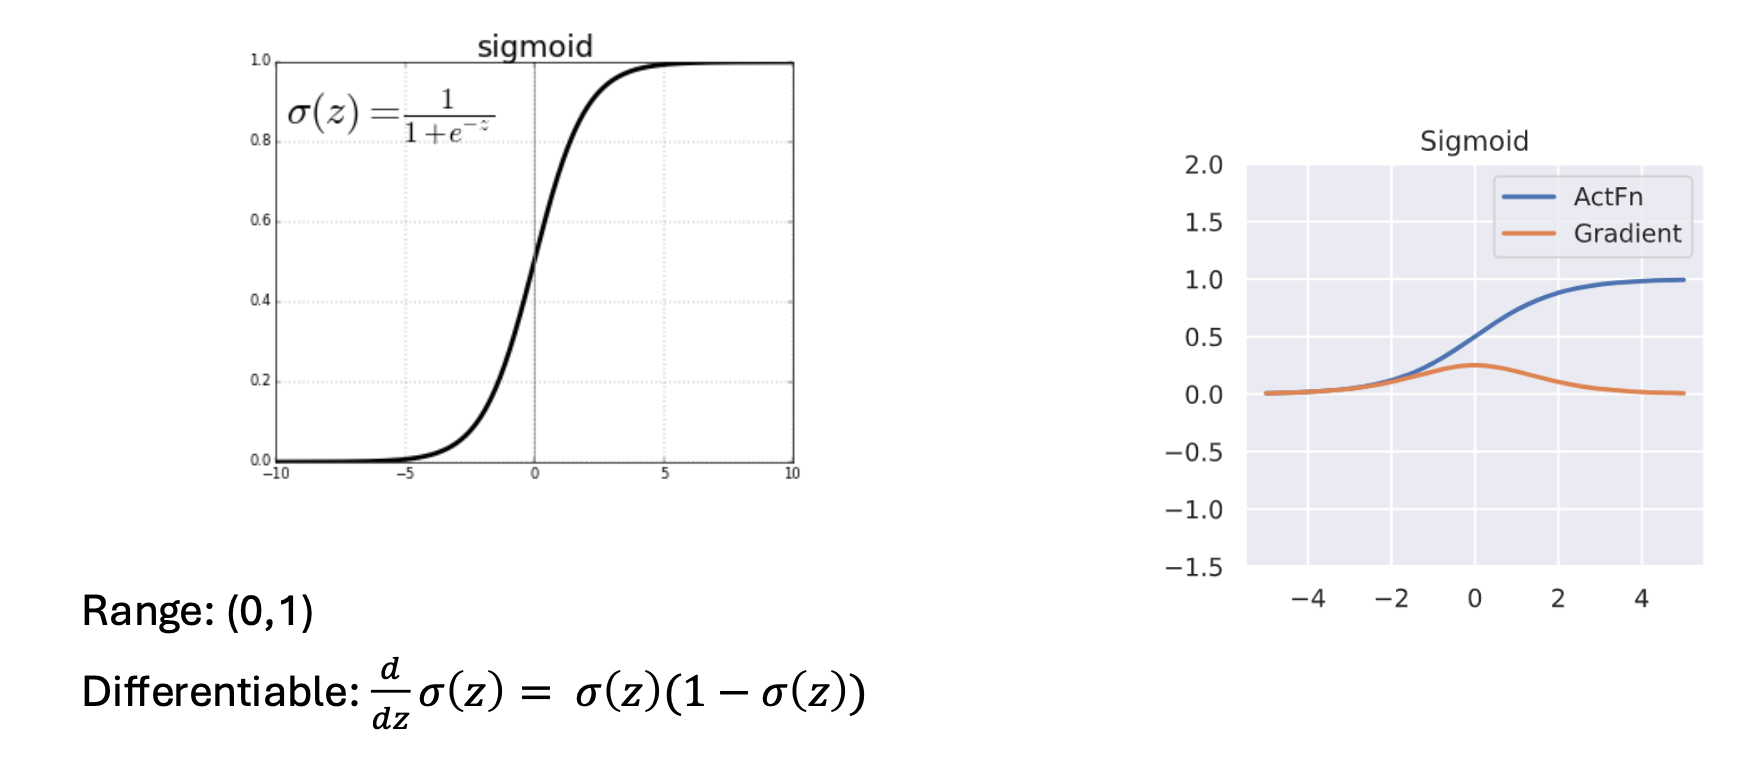 sigmoid
σ(z) = 1 / (1 + e^{-z})
1.0
0.8
0.6
0.4
0.2
0.0
−10 −5 0 5 10
Sigmoid
ActFn
Gradient
2.0
1.5
1.0
0.5
0.0
−0.5
−1.0
−1.5
−4 −2 0 2 4
Range: (0,1)
Differentiable: d/dz σ(z) = σ(z)(1 − σ(z))